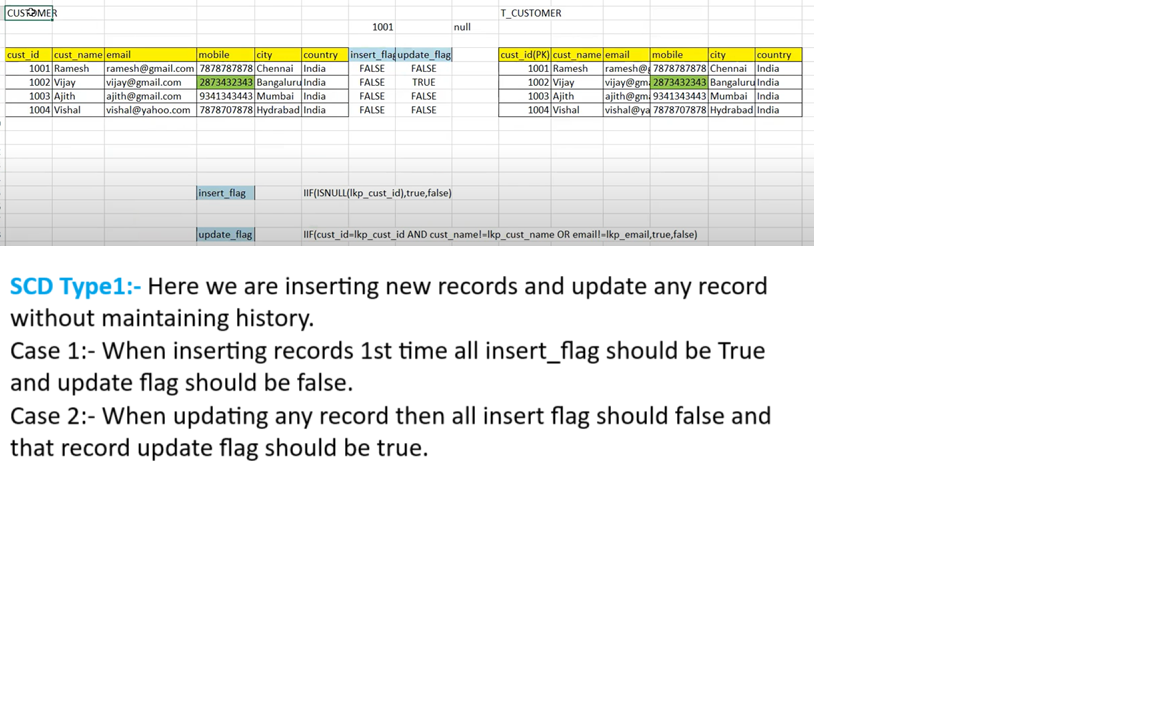 CUSTOMER T_CUSTOMER
1001 null
cust_id cust_name email mobile city country insert_flag update_flag cust_id(PK) cust_name email mobile city country
1001 Ramesh ramesh@gmail.com 7878787878 Chennai India FALSE FALSE 1001 Ramesh ramesh@g 7878787878 Chennai India
1002 Vijay vijay@gmail.com 2873432343 Bangaluru India FALSE TRUE 1002 Vijay vijay@gma 2873432343 Bangaluru India
1003 Ajith ajith@gmail.com 9341343443 Mumbai India FALSE FALSE 1003 Ajith ajith@gma 9341343443 Mumbai India
1004 Vishal vishal@yahoo.com 7878707878 Hydrabad India FALSE FALSE 1004 Vishal vishal@ya 7878707878 Hydrabad India
insert_flag IIF(ISNULL(lkp_cust_id),true,false)
update_flag IIF(cust_id=lkp_cust_id AND cust_name!=lkp_cust_name OR email!=lkp_email,true,false)
SCD Type1:- Here we are inserting new records and update any record
without maintaining history.
Case 1:- When inserting records 1st time all insert_flag should be True
and update flag should be false.
Case 2:- When updating any record then all insert flag should false and
that record update flag should be true.